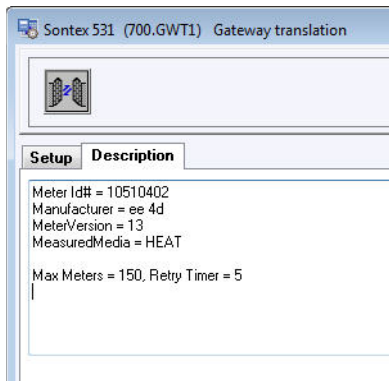 Sontex 531 (700.GWT1) Gateway translation
Setup
Description
Meter Id# = 10510402
Manufacturer = ee 4d
MeterVersion = 13
MeasuredMedia = HEAT
Max Meters = 150, Retry Timer = 5